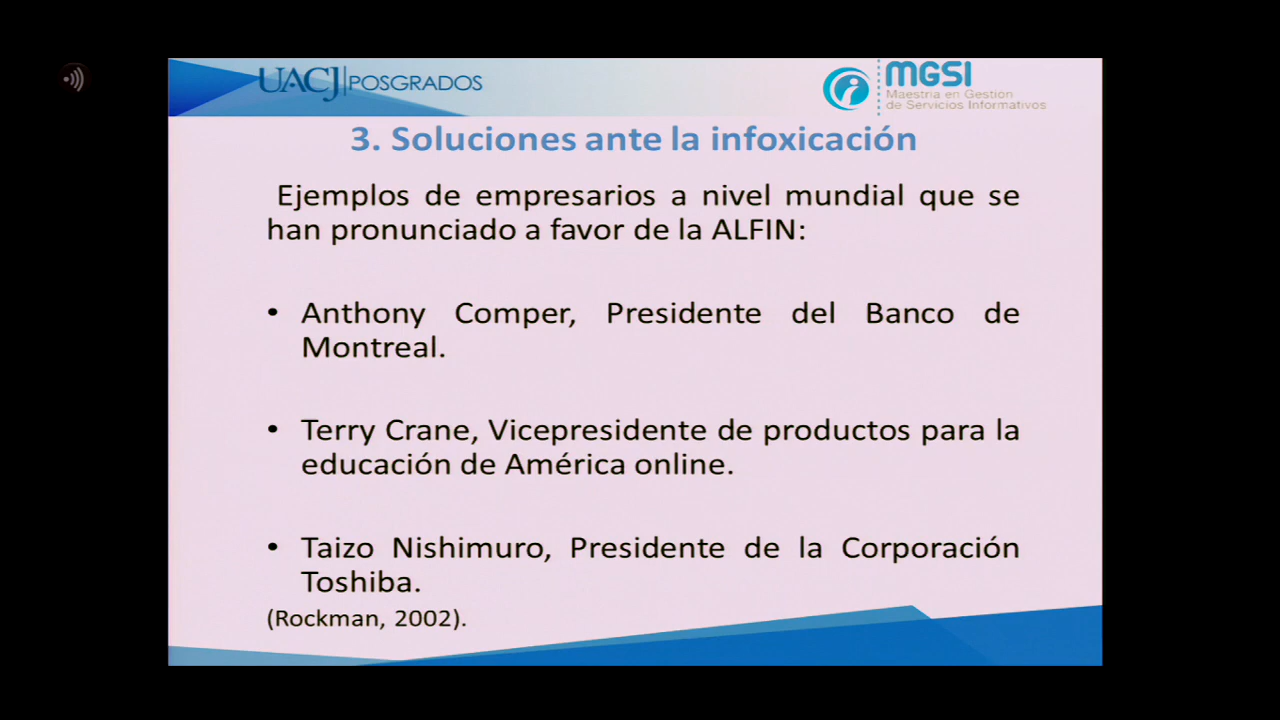 UACJ POSGRADOS
MGSI
Maestria en Gestión
de Servicios Informativos
3. Soluciones ante la infoxicación
Ejemplos de empresarios a nivel mundial que se
han pronunciado a favor de la ALFIN:
• Anthony Comper, Presidente del Banco de
Montreal.
• Terry Crane, Vicepresidente de productos para la
educación de América online.
• Taizo Nishimuro, Presidente de la Corporación
Toshiba.
(Rockman, 2002).